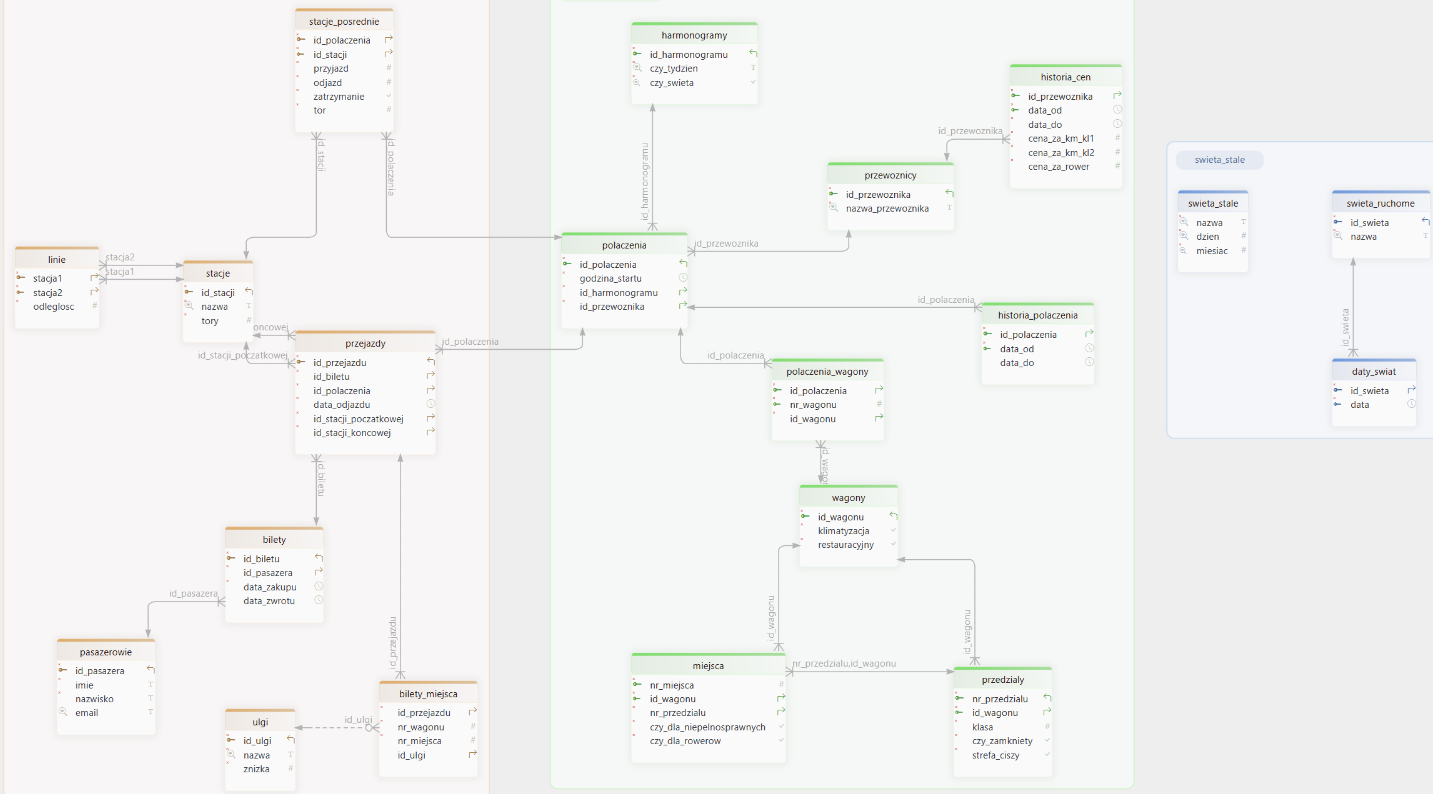 stacje_posrednie
id_polaczenia
id_stacji
przyjazd
odjazd
zatrzymanie
tor
id_stacji
id_polaczenia
linie
stacja1
stacja2
odleglosc
stacja2
stacja1
stacje
id_stacji
nazwa
tory
koncowej
id_stacji_poczatkowej
przejazdy
id_przejazdu
id_biletu
id_polaczenia
data_odjazdu
id_stacji_poczatkowej
id_stacji_koncowej
id_polaczenia
id_biletu
bilety
id_biletu
id_pasazera
data_zakupu
data_zwrotu
id_pasazera
pasazerowie
id_pasazera
imie
nazwisko
email
id_przejazdu
ulgi
id_ulgi
nazwa
znizka
id_ulgi
bilety_miejsca
id_przejazdu
nr_wagonu
nr_miejsca
id_ulgi
harmonogramy
id_harmonogramu
czy_tydzien
czy_swieta
id_harmonogramu
historia_cen
id_przewoznika
data_od
data_do
cena_za_km_kl1
cena_za_km_kl2
cena_za_rower
id_przewoznika
przewoznicy
id_przewoznika
nazwa_przewoznika
polaczenia
id_polaczenia
godzina_startu
id_harmonogramu
id_przewoznika
id_przewoznika
id_polaczenia
historia_polaczenia
id_polaczenia
data_od
data_do
id_polaczenia
polaczenia_wagony
id_polaczenia
nr_wagonu
id_wagonu
wagony
id_wagonu
klimatyzacja
restauracyjny
id_wagonu
id_wagonu
miejsca
nr_miejsca
id_wagonu
nr_przedzialu
czy_dla_niepelnosprawnych
czy_dla_rowerow
nr_przedzialu,id_wagonu
przedzialy
nr_przedzialu
id_wagonu
klasa
czy_zamkniety
strefa_ciszy
swieta_stale
swieta_stale
nazwa
dzien
miesiac
swieta_ruchome
id_swieta
nazwa
id_swieta
daty_swiat
id_swieta
data